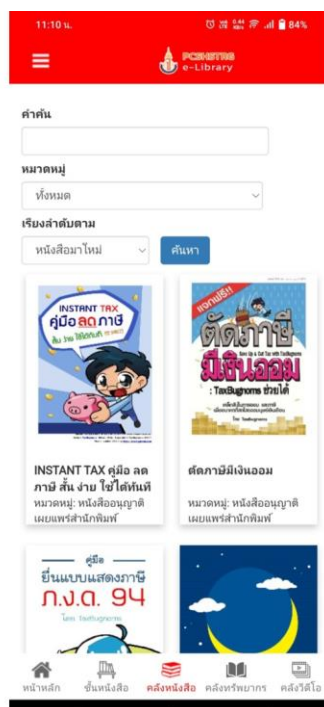 11:10 น.
84%
PCSHSTRG
e-Library
คำค้น
หมวดหมู่
ทั้งหมด
เรียงลำดับตาม
หนังสือมาใหม่
ค้นหา
INSTANT TAX
คู่มือ ลด ภาษี
สั้น ง่าย ใช้ได้ทันที
INSTANT TAX คู่มือ ลด
ภาษี สั้น ง่าย ใช้ได้ทันที
หมวดหมู่: หนังสืออนุญาติ
เผยแพร่สำนักพิมพ์
แจกฟรี!!
ตัดภาษี
มีเงินออม
: TaxBugnoms ช่วยได้
ตัดภาษีมีเงินออม
หมวดหมู่: หนังสืออนุญาติ
เผยแพร่สำนักพิมพ์
คู่มือ
ยื่นแบบแสดงภาษี
ภ.ง.ด. 94
โดย TaxBugnoms
หน้าหลัก
ชั้นหนังสือ
คลังหนังสือ
คลังทรัพยากร
คลังวีดีโอ